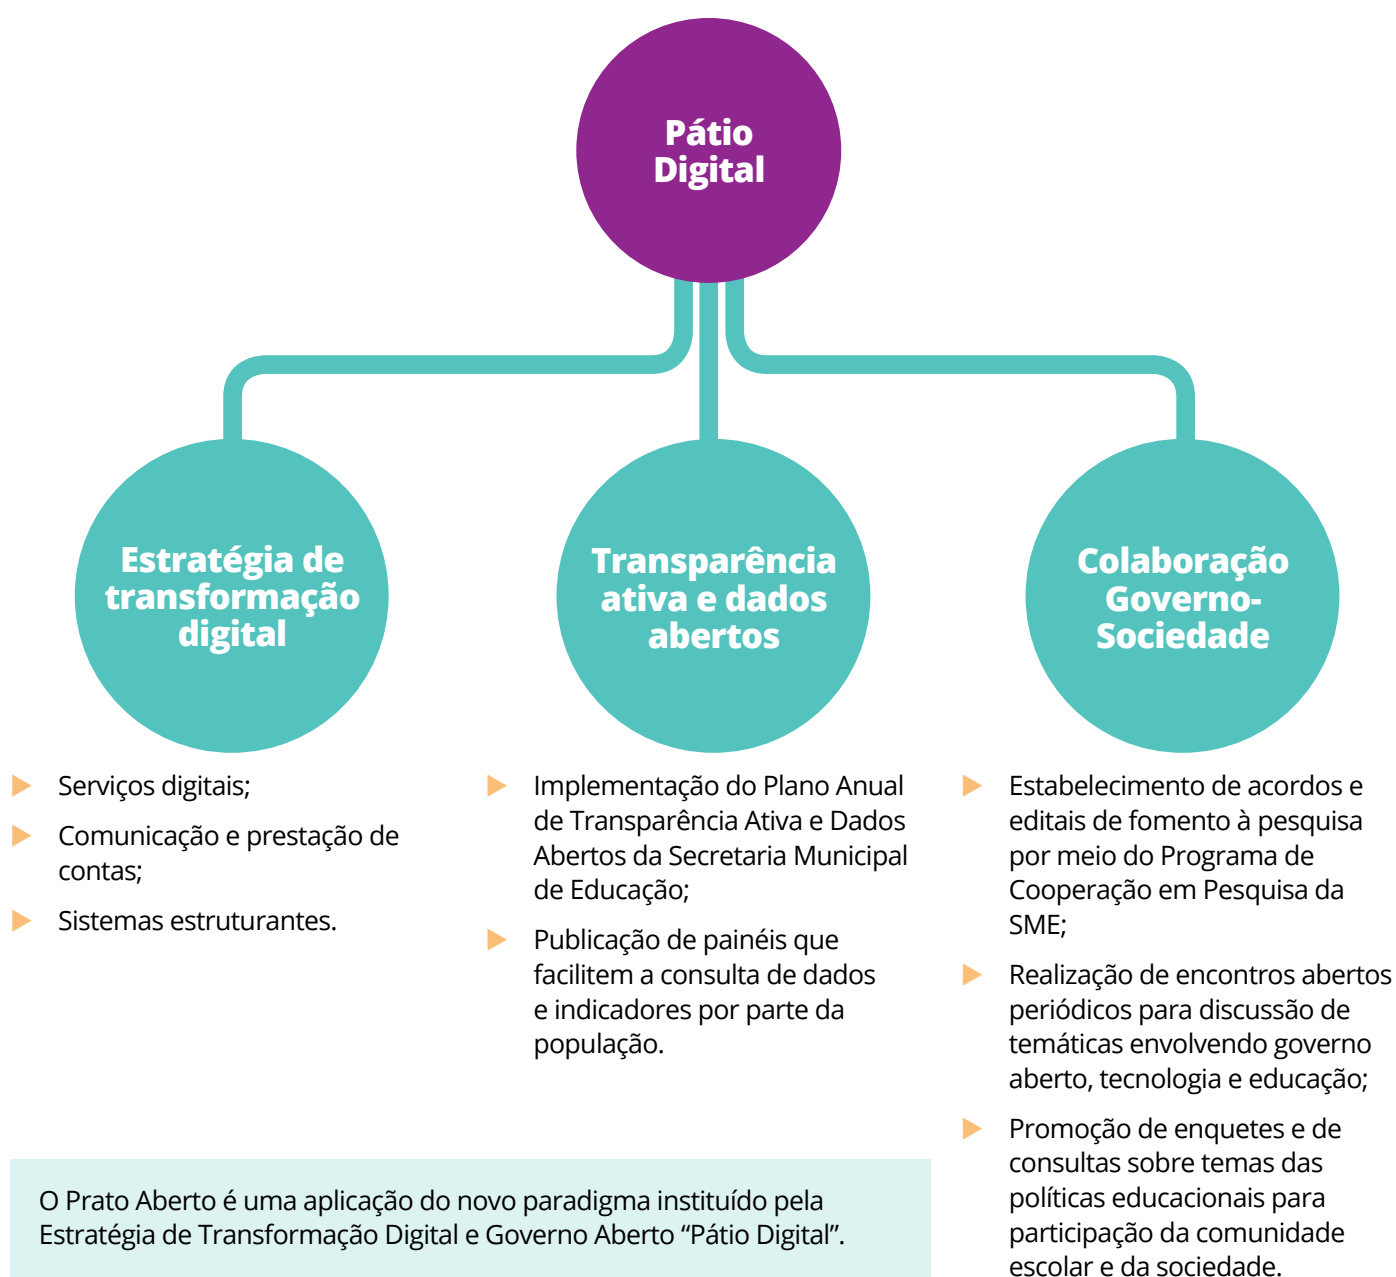 Pátio
Digital
Estratégia de
transformação
digital
Serviços digitais;
Comunicação e prestação de
contas;
Sistemas estruturantes.
Transparência
ativa e dados
abertos
Implementação do Plano Anual
de Transparência Ativa e Dados
Abertos da Secretaria Municipal
de Educação;
Publicação de painéis que
facilitem a consulta de dados
e indicadores por parte da
população.
Colaboração
Governo-
Sociedade
Estabelecimento de acordos e
editais de fomento à pesquisa
por meio do Programa de
Cooperação em Pesquisa da
SME;
Realização de encontros abertos
periódicos para discussão de
temáticas envolvendo governo
aberto, tecnologia e educação;
Promoção de enquetes e de
consultas sobre temas das
políticas educacionais para
participação da comunidade
escolar e da sociedade.
O Prato Aberto é uma aplicação do novo paradigma instituído pela
Estratégia de Transformação Digital e Governo Aberto “Pátio Digital”.